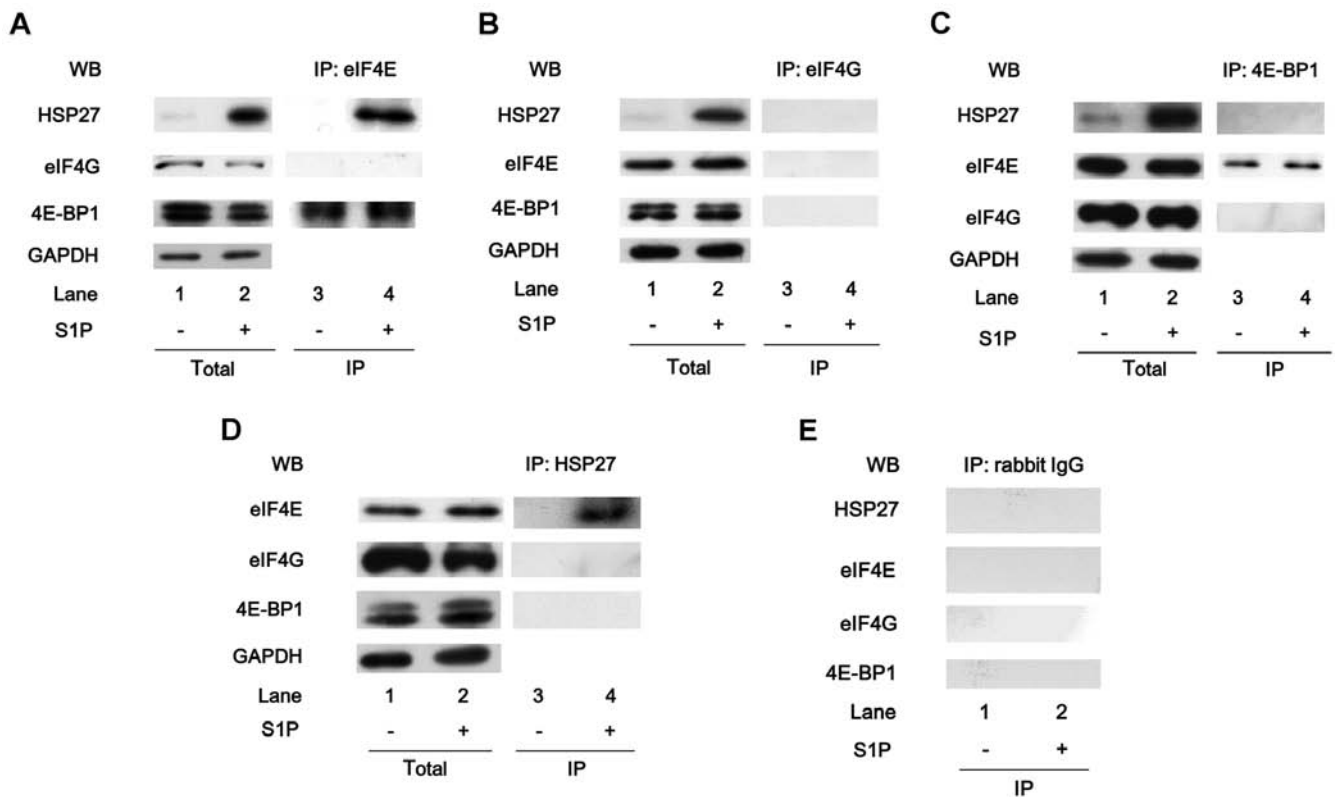 A
WB IP: eIF4E
HSP27
eIF4G
4E-BP1
GAPDH
Lane 1 2 3 4
S1P - + - +
Total IP
B
WB IP: eIF4G
HSP27
eIF4E
4E-BP1
GAPDH
Lane 1 2 3 4
S1P - + - +
Total IP
C
WB IP: 4E-BP1
HSP27
eIF4E
eIF4G
GAPDH
Lane 1 2 3 4
S1P - + - +
Total IP
D
WB IP: HSP27
eIF4E
eIF4G
4E-BP1
GAPDH
Lane 1 2 3 4
S1P - + - +
Total IP
E
WB IP: rabbit IgG
HSP27
eIF4E
eIF4G
4E-BP1
Lane 1 2
S1P - +
IP